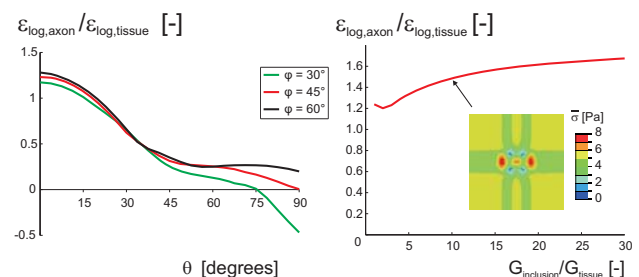 ε_log,axon/ε_log,tissue [-]
1.5
1.0
0.5
0
-0.5
15 30 45 60 75 90
θ [degrees]
φ = 30°
φ = 45°
φ = 60°
ε_log,axon/ε_log,tissue [-]
1.8
1.6
1.4
1.2
1.0
0.8
0.6
0.4
0.2
0 5 10 15 20 25 30
G_inclusion/G_tissue [-]
σ̅ [Pa]
8
6
4
2
0